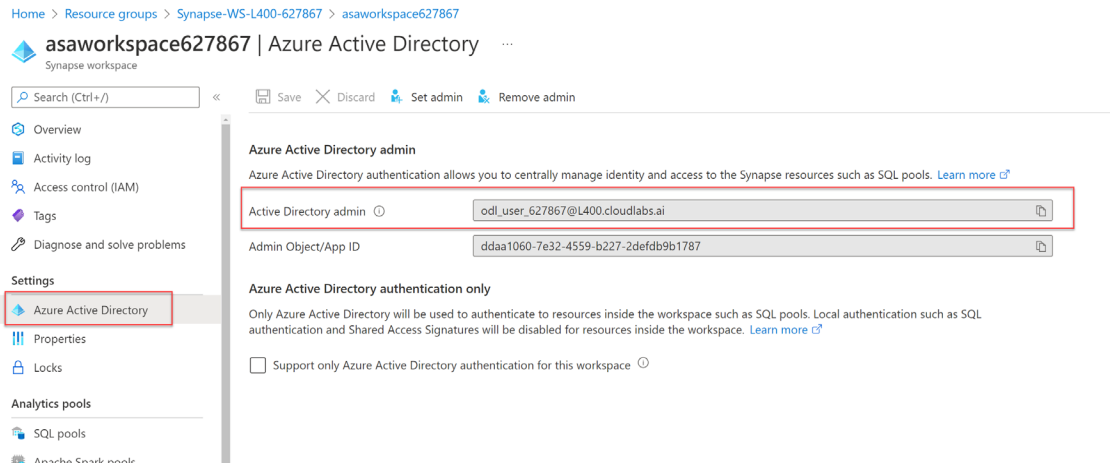 Home > Resource groups > Synapse-WS-L400-627867 > asaworkspace627867
asaworkspace627867 | Azure Active Directory ...
Synapse workspace
Search (Ctrl+/) «
Save Discard Set admin Remove admin
Overview
Activity log
Access control (IAM)
Tags
Diagnose and solve problems
Settings
Azure Active Directory
Properties
Locks
Analytics pools
SQL pools
Apache Spark pools
Azure Active Directory admin
Azure Active Directory authentication allows you to centrally manage identity and access to the Synapse resources such as SQL pools. Learn more
Active Directory admin odl_user_627867@L400.cloudlabs.ai
Admin Object/App ID ddaa1060-7e32-4559-b227-2defdb9b1787
Azure Active Directory authentication only
Only Azure Active Directory will be used to authenticate to resources inside the workspace such as SQL pools. Local authentication such as SQL
authentication and Shared Access Signatures will be disabled for resources inside the workspace. Learn more
Support only Azure Active Directory authentication for this workspace